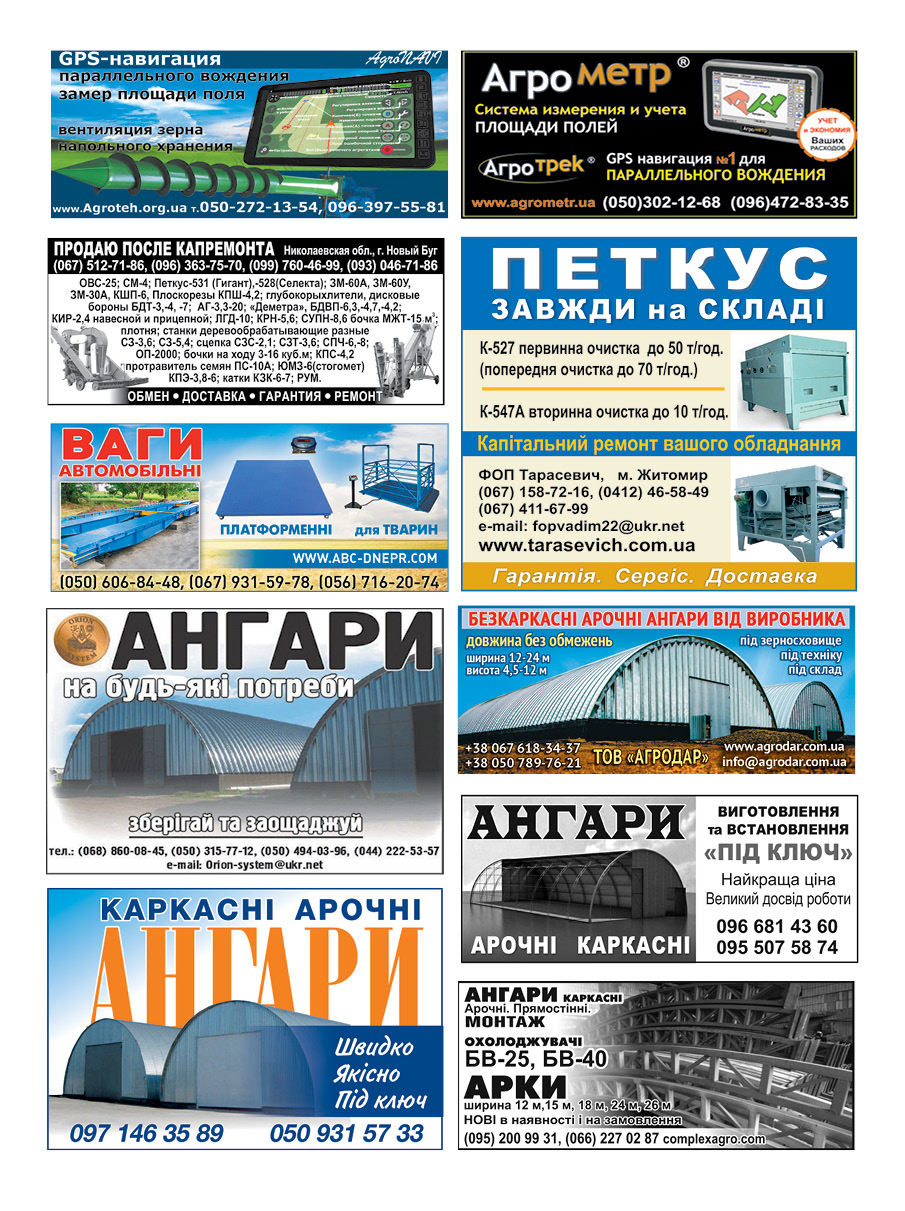 GPS-навигация
AgroNAVI
параллельного вождения
замер площади поля
вентиляция зерна
напольного хранения
www.Agroteh.org.ua т.050-272-13-54, 096-397-55-81
АгроМетр®
Система измерения и учета
ПЛОЩАДИ ПОЛЕЙ
УЧЕТ
и ЭКОНОМИЯ
Ваших
РАСХОДОВ
АгроТрек®
GPS навигация №1 для
ПАРАЛЛЕЛЬНОГО ВОЖДЕНИЯ
www.agrometr.ua (050)302-12-68 (096)472-83-35
ПРОДАЮ ПОСЛЕ КАПРЕМОНТА Николаевская обл., г. Новый Буг
(067) 512-71-86, (096) 363-75-70, (099) 760-46-99, (093) 046-71-86
ОВС-25; СМ-4; Петкус-531 (Гигант),-528(Селекта); ЗМ-60А, ЗМ-60У,
ЗМ-30А, КШП-6, Плоскорезы КПШ-4,2; глубокорыхлители, дисковые
бороны БДТ-3,-4, -7; АГ-3,3-20; «Деметра», БДВП-6,3,-4,7,-4,2;
КИР-2,4 навесной и прицепной; ЛГД-10; КРН-5,6; СУПН-8,6 бочка МЖТ-15 м³;
плотня; станки деревообрабатывающие разные
СЗ-3,6; СЗ-5,4; сцепка СЗС-2,1; СЗТ-3,6; СПЧ-6,-8;
ОП-2000; бочки на ходу 3-16 куб.м; КПС-4,2
протравитель семян ПС-10А; ЮМЗ-6(стогомет)
КПЭ-3,8-6; катки КЗК-6-7; РУМ.
ОБМЕН • ДОСТАВКА • ГАРАНТИЯ • РЕМОНТ
ПЕТКУС
ЗАВЖДИ на СКЛАДІ
К-527 первинна очистка до 50 т/год.
(попередня очистка до 70 т/год.)
К-547А вторинна очистка до 10 т/год.
Капітальний ремонт вашого обладнання
ФОП Тарасевич, м. Житомир
(067) 158-72-16, (0412) 46-58-49
(067) 411-67-99
e-mail: fopvadim22@ukr.net
www.tarasevich.com.ua
Гарантія. Сервіс. Доставка
ВАГИ
АВТОМОБІЛЬНІ
ПЛАТФОРМЕННІ
для ТВАРИН
WWW.ABC-DNEPR.COM
(050) 606-84-48, (067) 931-59-78, (056) 716-20-74
ORION
SYSTEM
АНГАРИ
на будь-які потреби
зберігай та заощаджуй
тел.: (068) 860-08-45, (050) 315-77-12, (050) 494-03-96, (044) 222-53-57
e-mail: Orion-system@ukr.net
БЕЗКАРКАСНІ АРОЧНІ АНГАРИ ВІД ВИРОБНИКА
довжина без обмежень
ширина 12-24 м
висота 4,5-12 м
під зерносховище
під техніку
під склад
+38 067 618-34-37
+38 050 789-76-21
ТОВ «АГРОДАР»
www.agrodar.com.ua
info@agrodar.com.ua
АНГАРИ
АРОЧНІ КАРКАСНІ
ВИГОТОВЛЕННЯ
та ВСТАНОВЛЕННЯ
«ПІД КЛЮЧ»
Найкраща ціна
Великий досвід роботи
096 681 43 60
095 507 58 74
КАРКАСНІ АРОЧНІ
АНГАРИ
Швидко
Якісно
Під ключ
097 146 35 89 050 931 57 33
АНГАРИ КАРКАСНІ
Арочні. Прямостінні.
МОНТАЖ
ОХОЛОДЖУВАЧІ
БВ-25, БВ-40
АРКИ
ширина 12 м,15 м, 18 м, 24 м, 26 м
НОВІ в наявності і на замовлення
(095) 200 99 31, (066) 227 02 87 complexagro.com